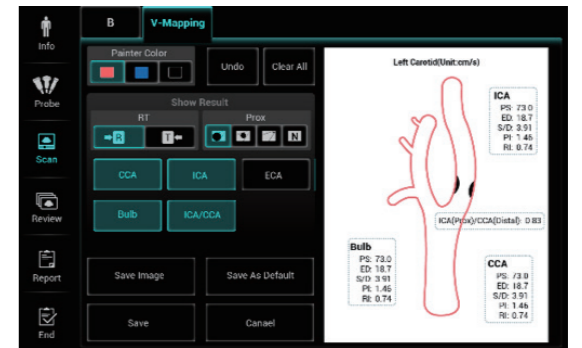 Info
Probe
Scan
Review
Report
End
B
V-Mapping
Painter Color
Undo
Clear All
Show Result
RT
Prox
R
T
N
CCA
ICA
ECA
Bulb
ICA/CCA
Save Image
Save As Default
Save
Canael
Left Carotid(Unit:cm/s)
ICA
PS: 73.0
ED: 18.7
S/D: 3.91
PI: 1.46
RI: 0.74
ICA(Prox)/CCA(Distal): 0.83
Bulb
PS: 73.0
ED: 18.7
S/D: 3.91
PI: 1.46
RI: 0.74
CCA
PS: 73.0
ED: 18.7
S/D: 3.91
PI: 1.46
RI: 0.74